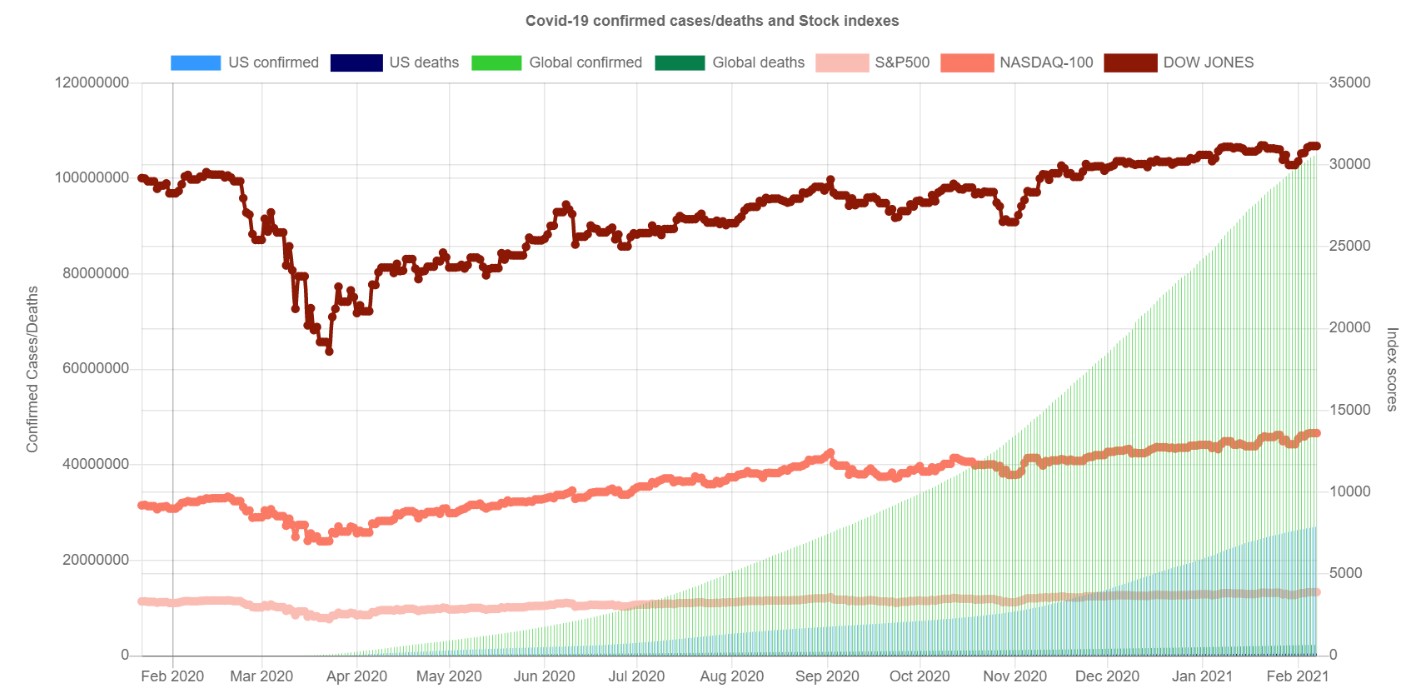 Covid-19 confirmed cases/deaths and Stock indexes
US confirmed US deaths Global confirmed Global deaths S&P500 NASDAQ-100 DOW JONES
120000000 35000
100000000 30000
25000
80000000
20000
60000000
15000
40000000
10000
20000000
5000
0 0
Confirmed Cases/Deaths
Index scores
Feb 2020 Mar 2020 Apr 2020 May 2020 Jun 2020 Jul 2020 Aug 2020 Sep 2020 Oct 2020 Nov 2020 Dec 2020 Jan 2021 Feb 2021